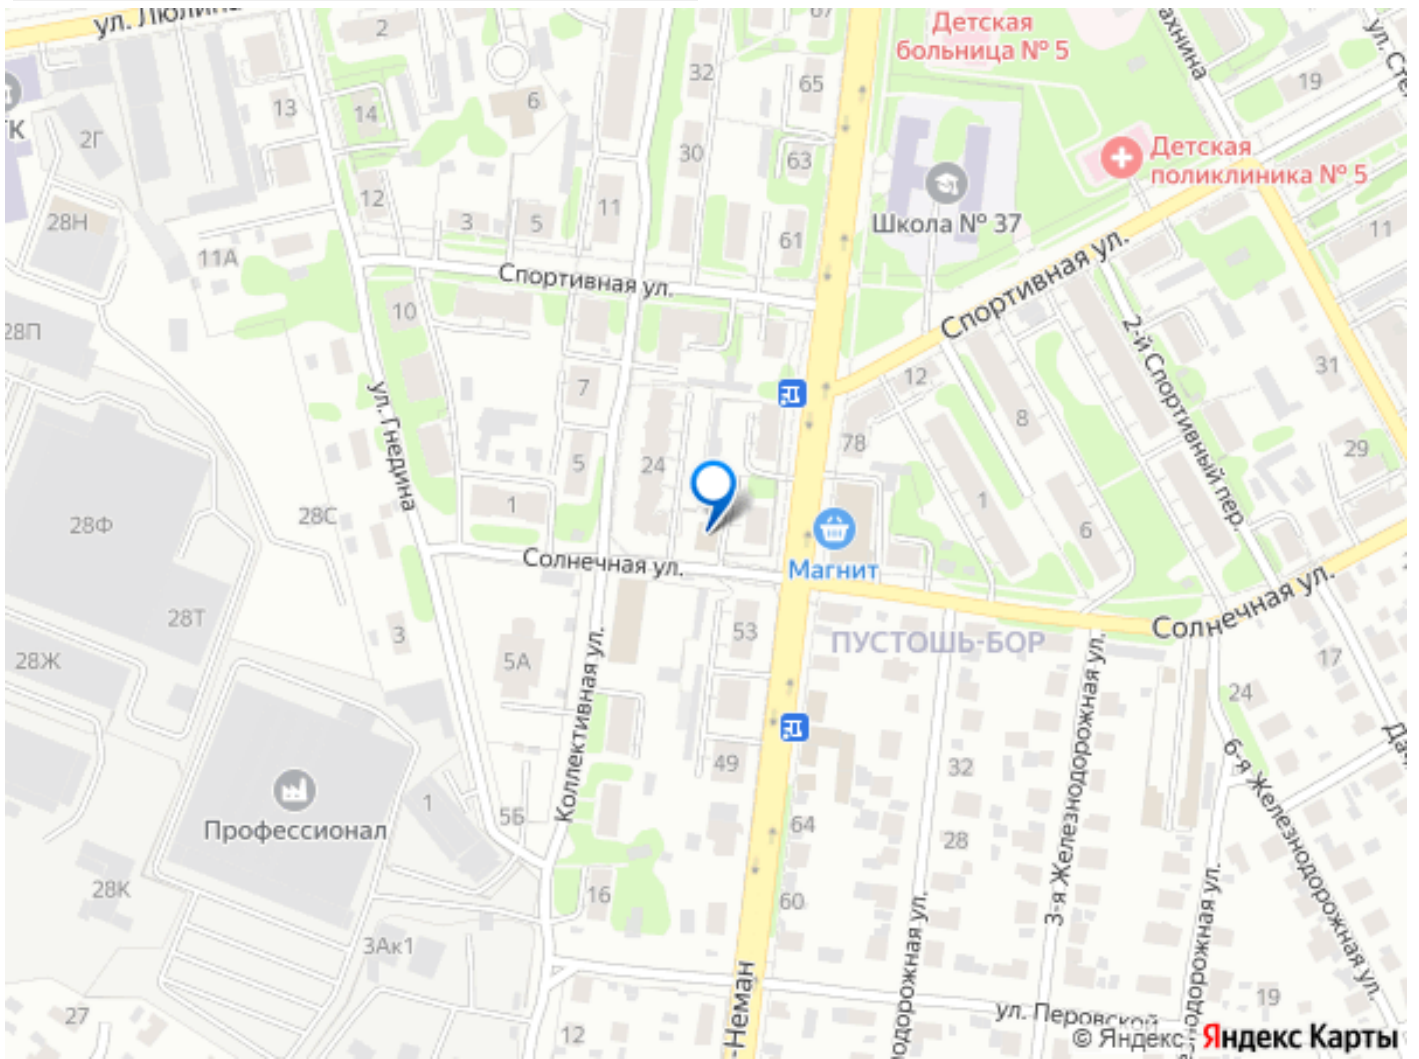 ул. Люлина
2
67
Детская
больница № 5
32
65
19
13
14
6
2Г
30
63
Детская
поликлиника № 5
12
11
28Н
3
5
Школа № 37
61
11
11А
Спортивная ул.
Спортивная ул.
10
28П
2-й Спортивный пер.
31
7
12
8
ул. Гнедина
78
29
24
5
1
1
28С
28Ф
6
Магнит
Солнечная ул.
Солнечная ул.
28Т
3
53
ПУСТОШЬ-БОР
28Ж
5А
17
24
Коллективная ул.
3-я Железнодорожная ул.
6-я Железнодорожная ул.
49
32
Профессионал
1
5Б
64
28
28К
16
60
3Ак1
-Неман
19
27
12
ул. Перовской
© Яндекс Яндекс Карты